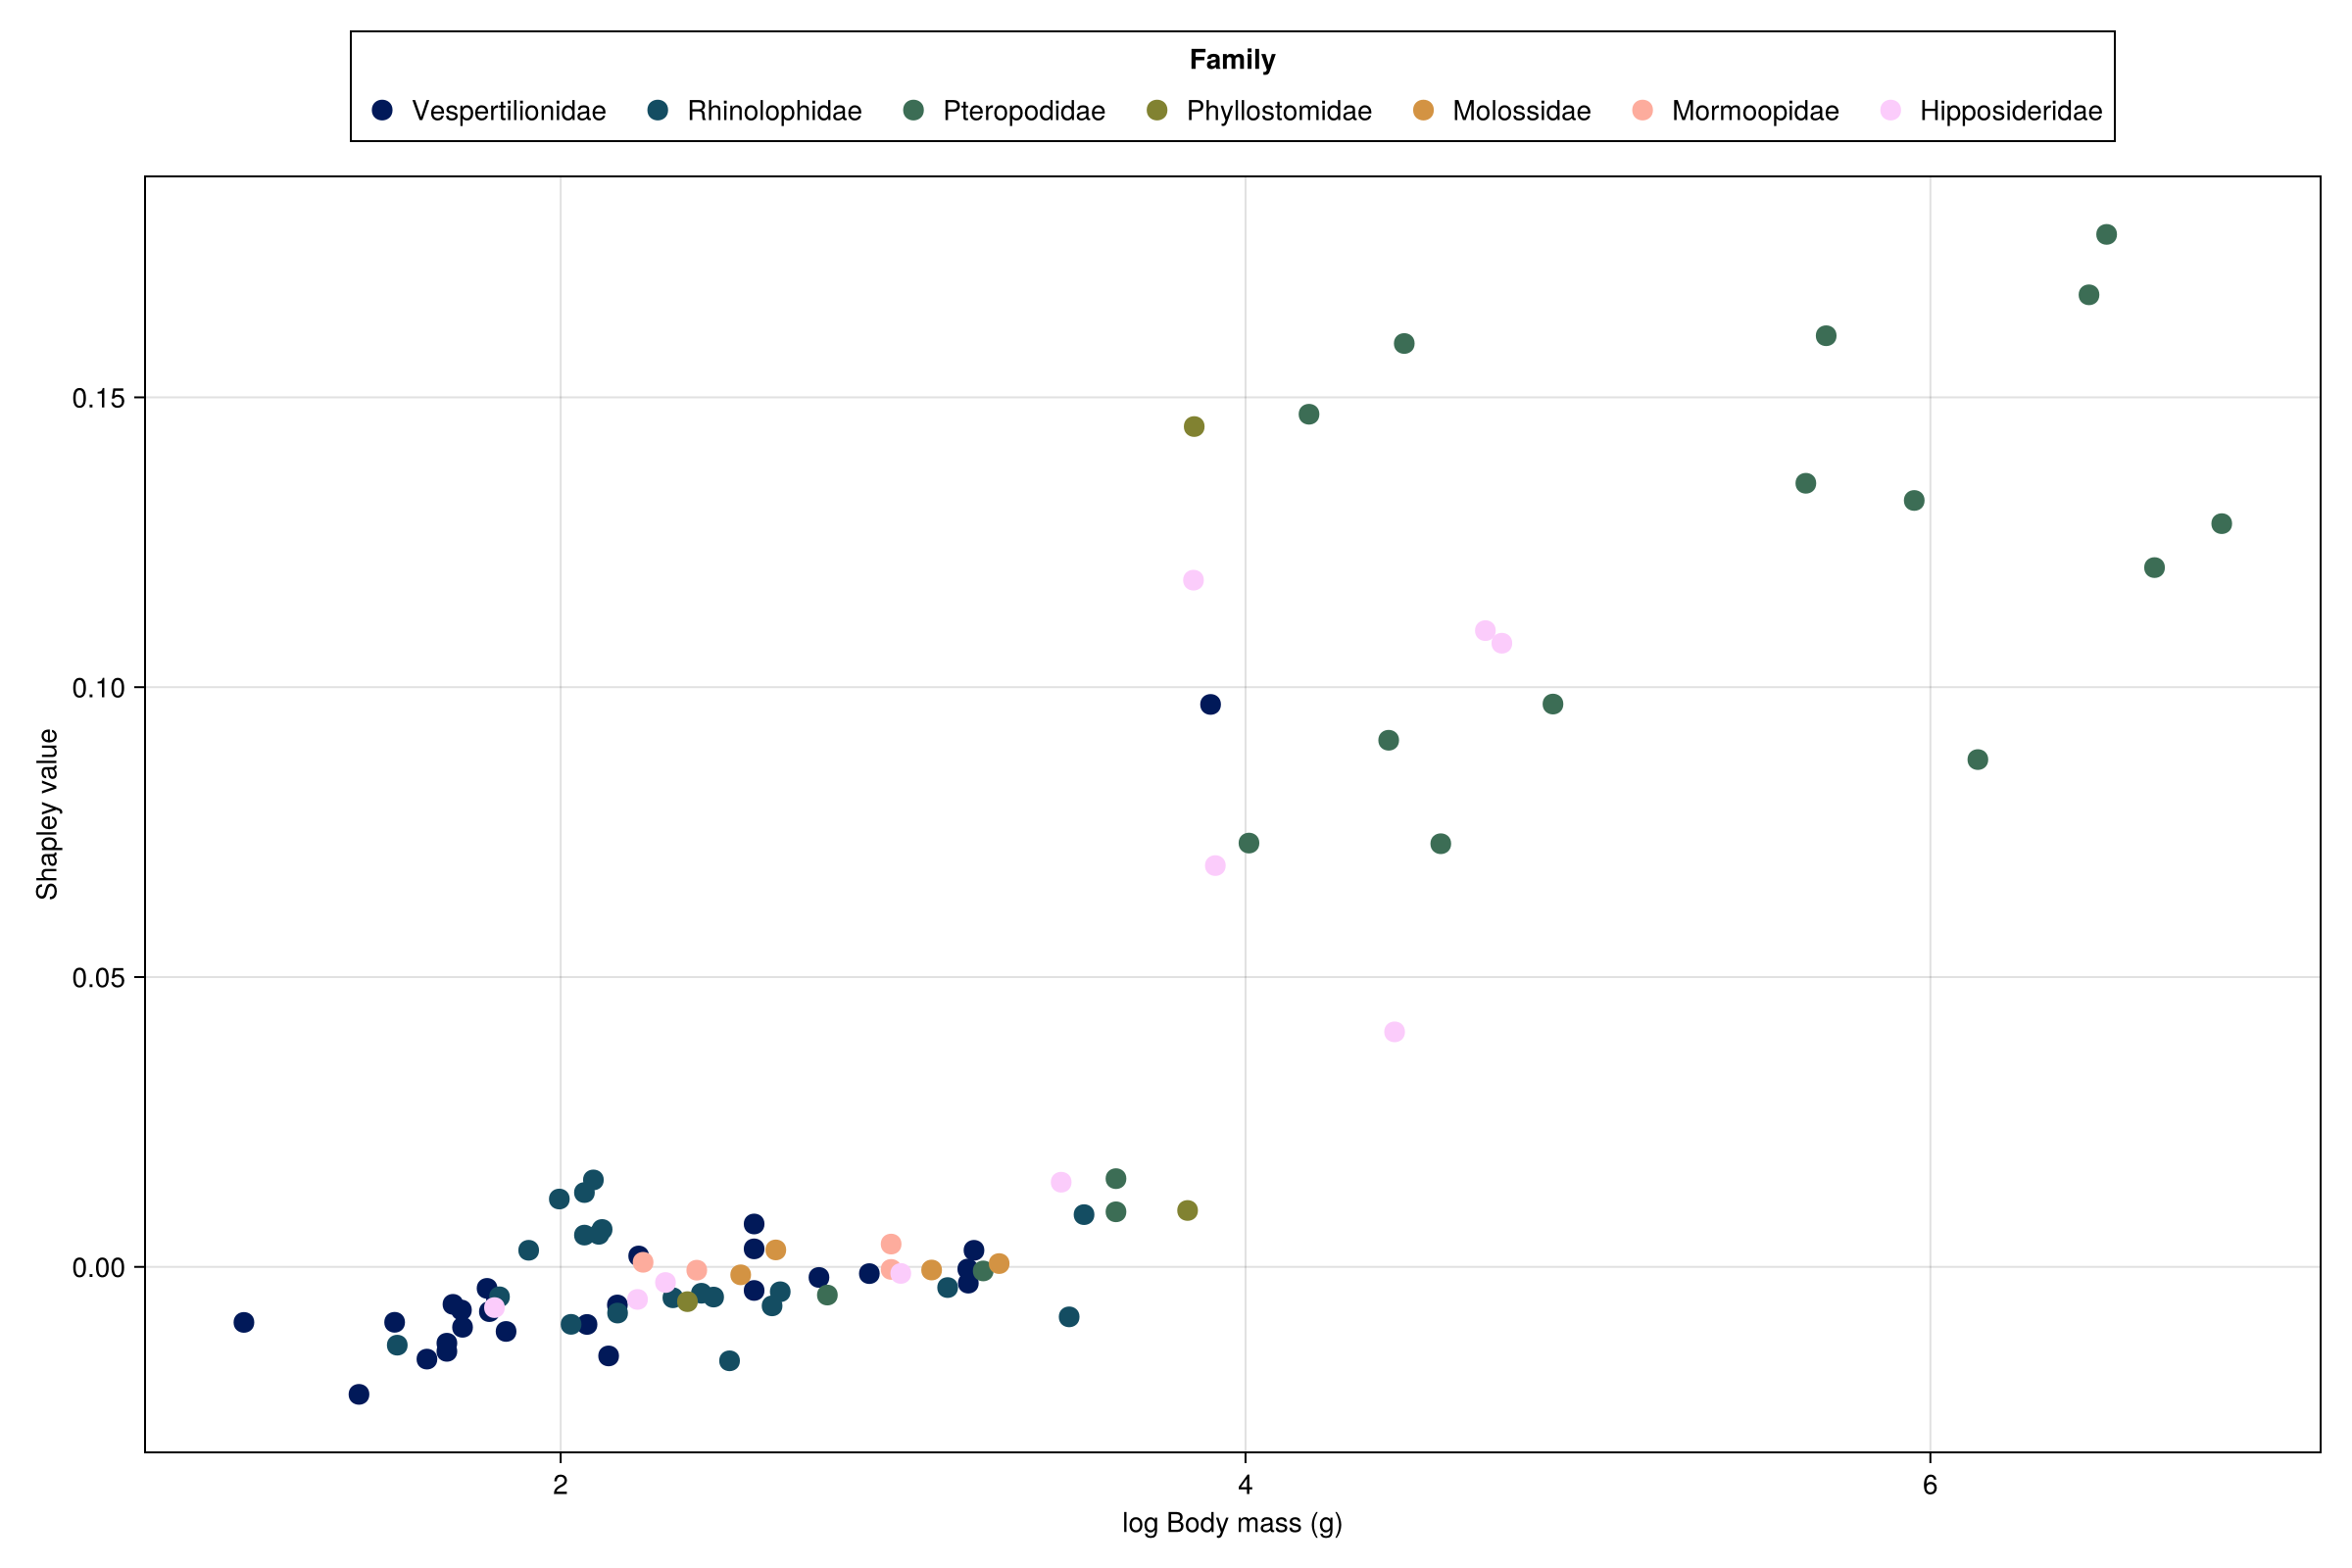 Family
Vespertilionidae Rhinolophidae Pteropodidae Phyllostomidae Molossidae Mormoopidae Hipposideridae
0.15
0.10
0.05
0.00
Shapley value
2 4 6
log Body mass (g)